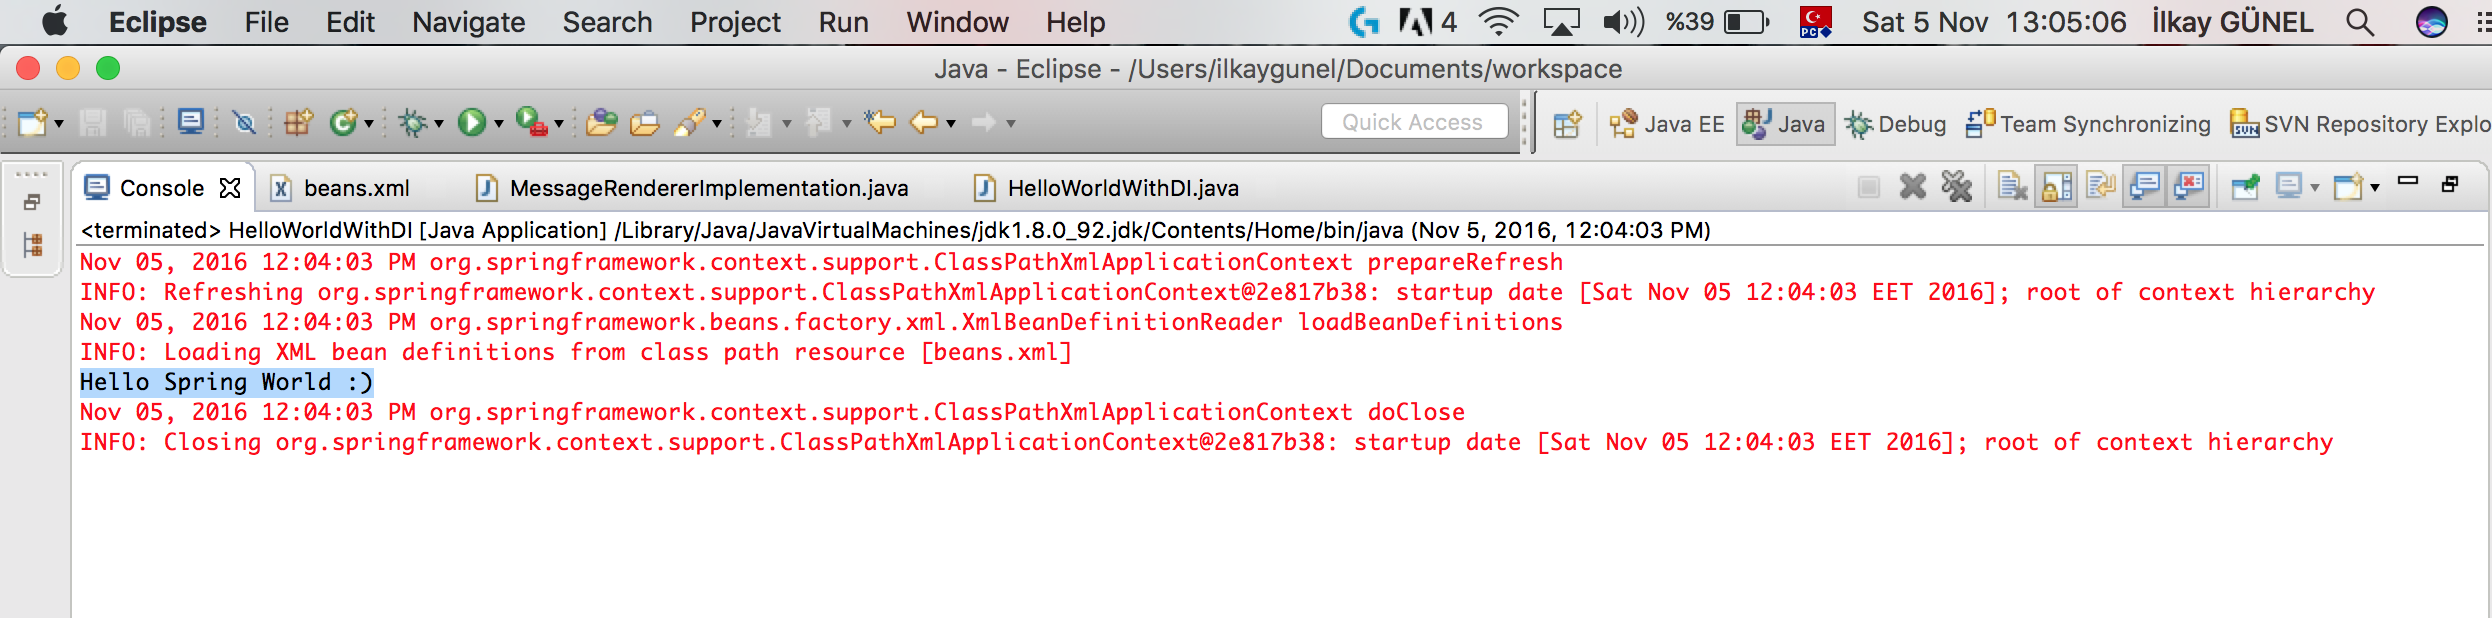 Eclipse File Edit Navigate Search Project Run Window Help 4 %39 PC Sat 5 Nov 13:05:06 İlkay GÜNEL
Java - Eclipse - /Users/ilkaygunel/Documents/workspace
Quick Access Java EE Java Debug Team Synchronizing SVN SVN Repository Explo
Console beans.xml MessageRendererImplementation.java HelloWorldWithDI.java
<terminated> HelloWorldWithDI [Java Application] /Library/Java/JavaVirtualMachines/jdk1.8.0_92.jdk/Contents/Home/bin/java (Nov 5, 2016, 12:04:03 PM)
Nov 05, 2016 12:04:03 PM org.springframework.context.support.ClassPathXmlApplicationContext prepareRefresh
INFO: Refreshing org.springframework.context.support.ClassPathXmlApplicationContext@2e817b38: startup date [Sat Nov 05 12:04:03 EET 2016]; root of context hierarchy
Nov 05, 2016 12:04:03 PM org.springframework.beans.factory.xml.XmlBeanDefinitionReader loadBeanDefinitions
INFO: Loading XML bean definitions from class path resource [beans.xml]
Hello Spring World :)
Nov 05, 2016 12:04:03 PM org.springframework.context.support.ClassPathXmlApplicationContext doClose
INFO: Closing org.springframework.context.support.ClassPathXmlApplicationContext@2e817b38: startup date [Sat Nov 05 12:04:03 EET 2016]; root of context hierarchy